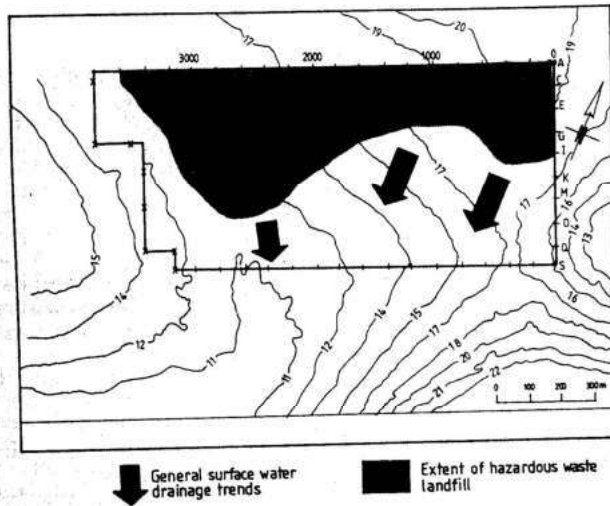 20
19
17
19
3000
2000
1000
0
A
C
E
G
I
K
M
O
Q
S
17
17
16
14
13
15
14
12
11
11
12
14
15
17
18
20
21
22
16
0 100 200 300m
General surface water
drainage trends
Extent of hazardous waste
landfill